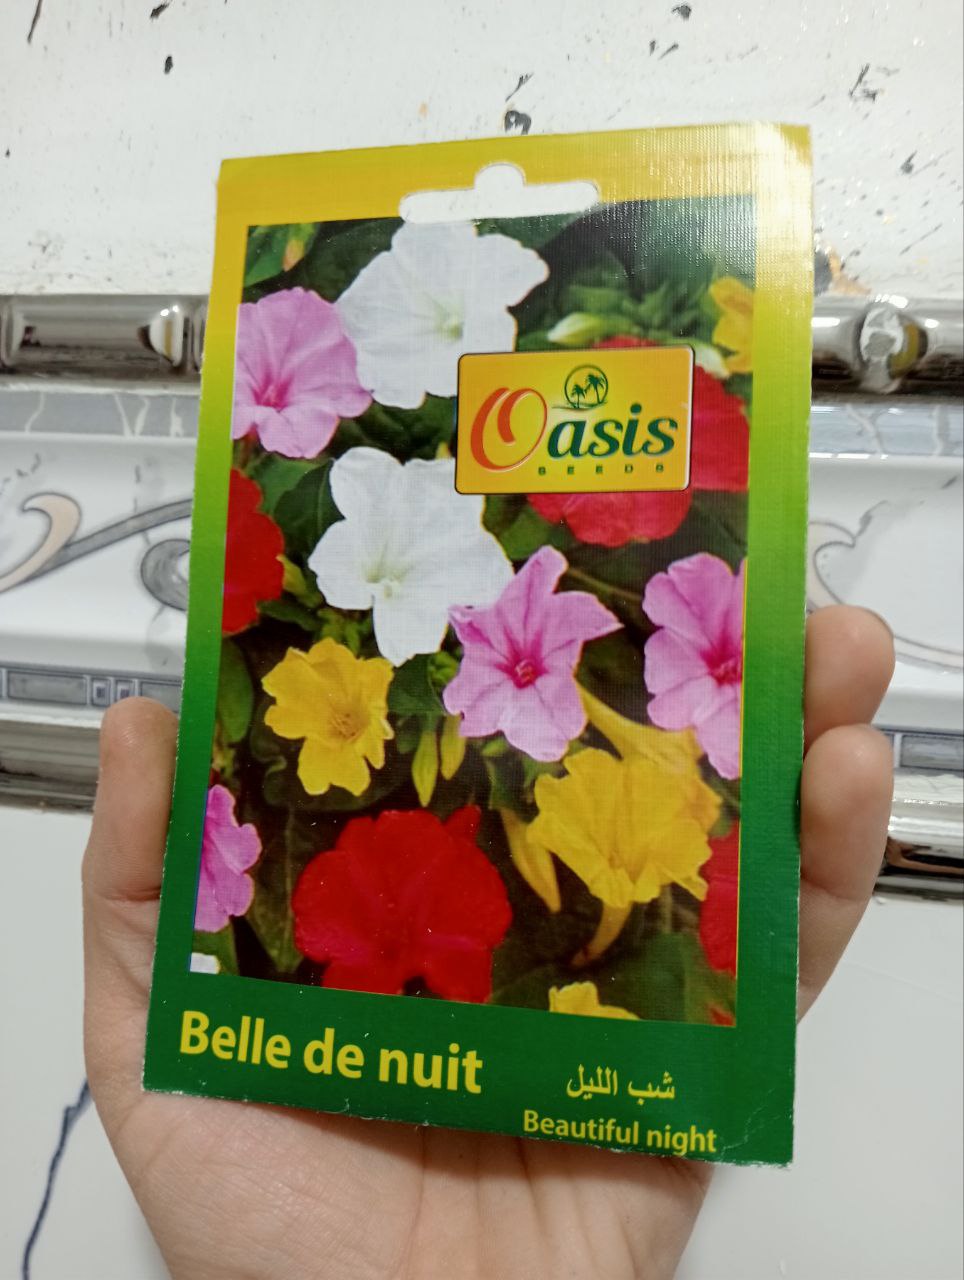 Oasis
SEEDS
Belle de nuit
شب الليل
Beautiful night